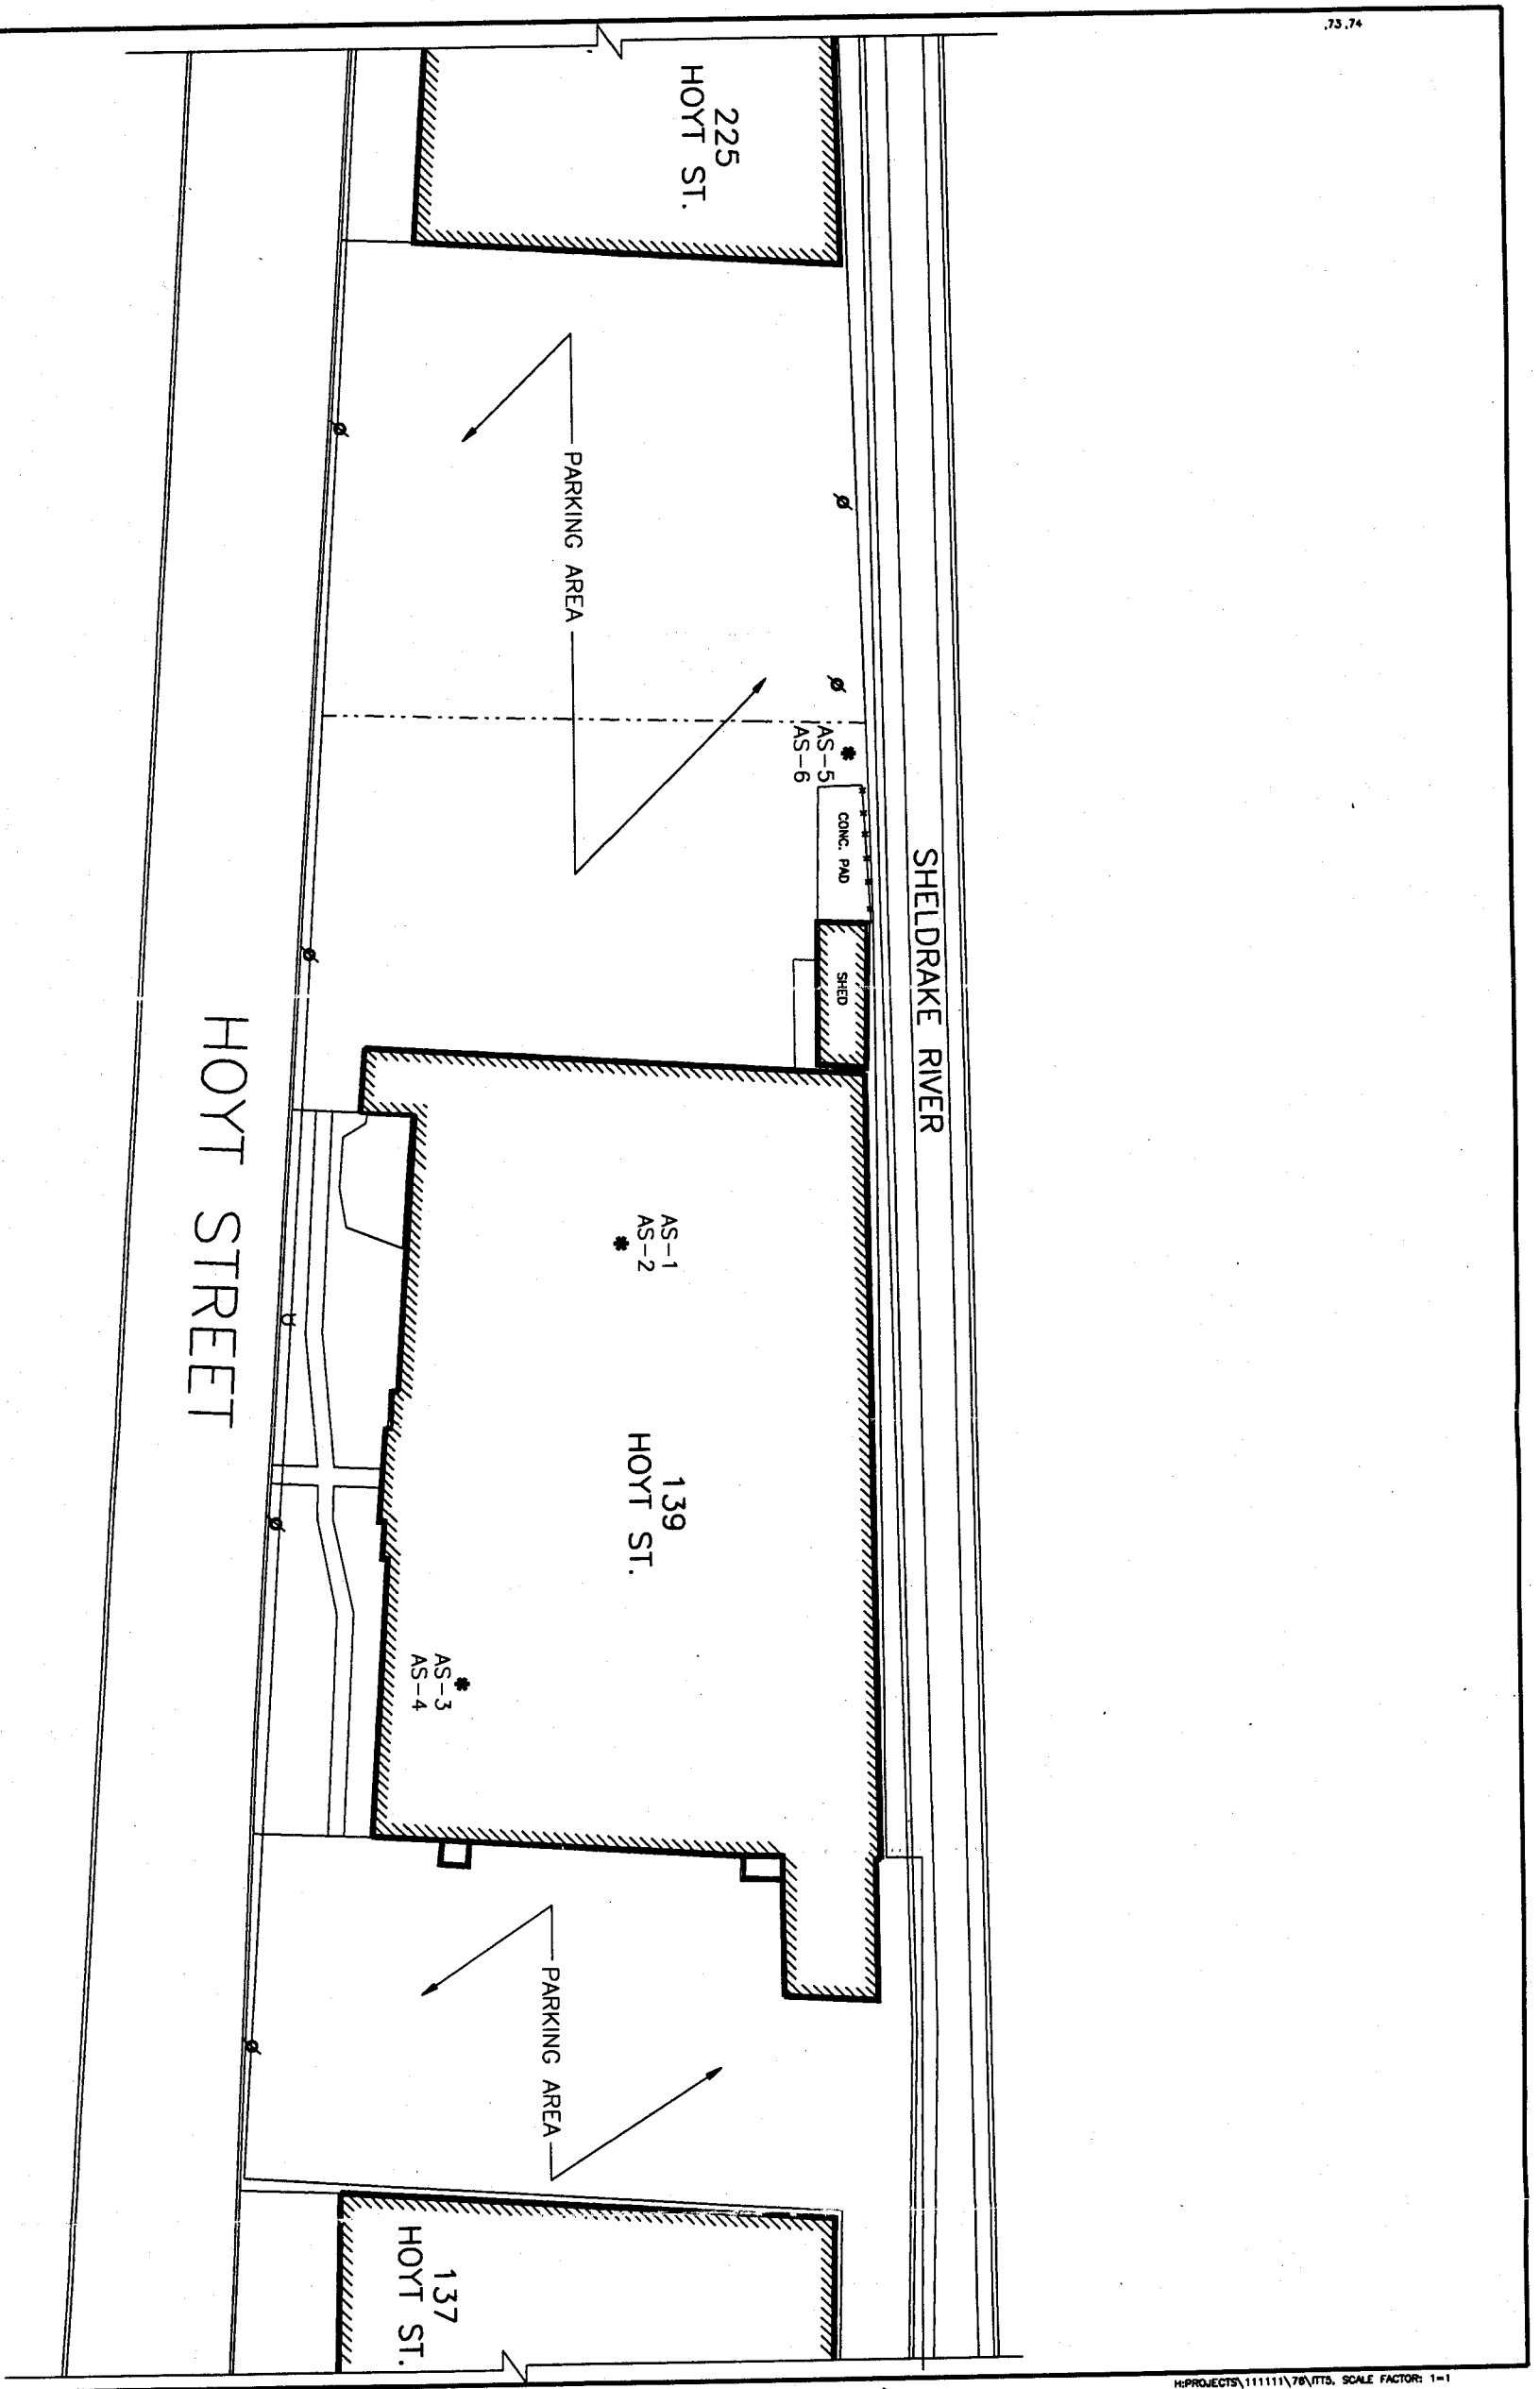 ,73,74
225
HOYT ST.
PARKING AREA
AS-5
AS-6
CONC. PAD
SHED
SHELDRAKE RIVER
HOYT STREET
AS-1
AS-2
139
HOYT ST.
AS-3
AS-4
PARKING AREA
137
HOYT ST.
H:PROJECTS\111111\78\ITT5, SCALE FACTOR: 1=1